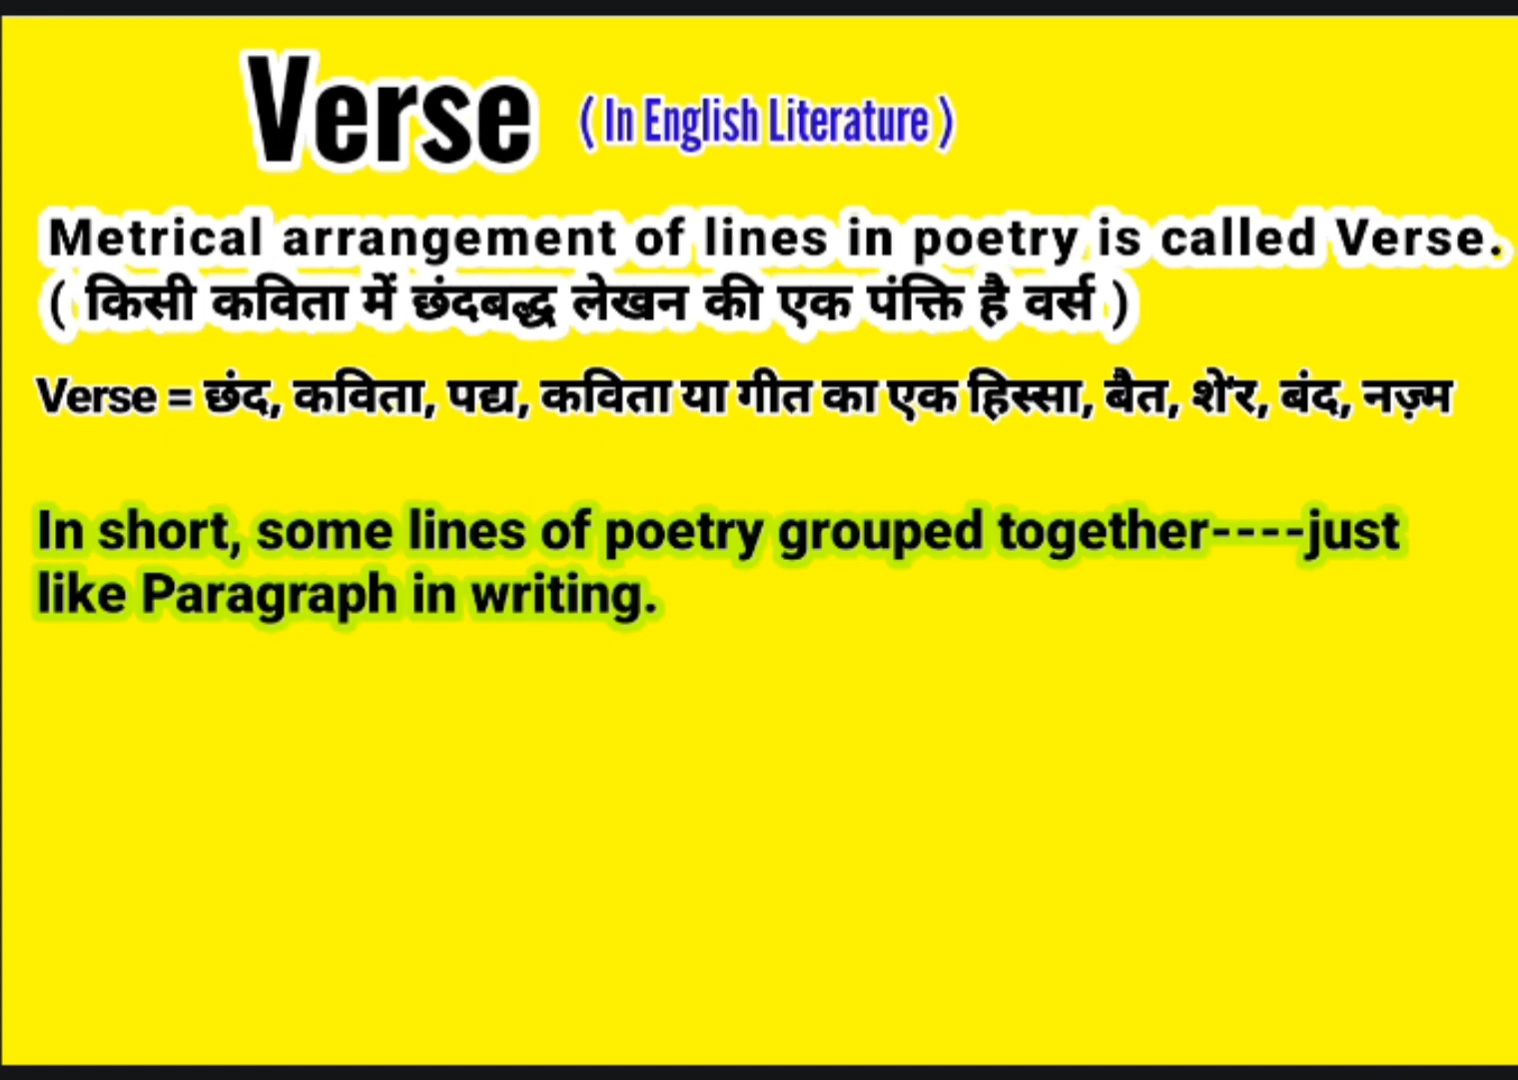 Verse ( In English Literature )
Metrical arrangement of lines in poetry is called Verse.
( किसी कविता में छंदबद्ध लेखन की एक पंक्ति है वर्स )
Verse = छंद, कविता, पद्य, कविता या गीत का एक हिस्सा, बैत, शे'र, बंद, नज़्म
In short, some lines of poetry grouped together----just
like Paragraph in writing.